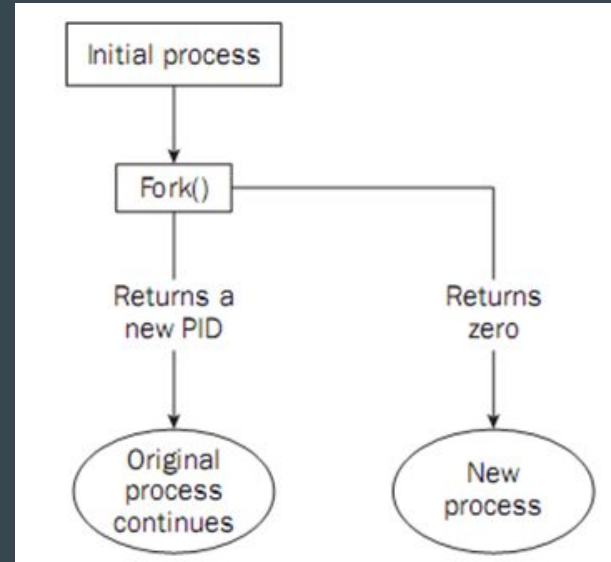 Initial process
Fork()
Returns a
new PID
Returns
zero
Original
process
continues
New
process